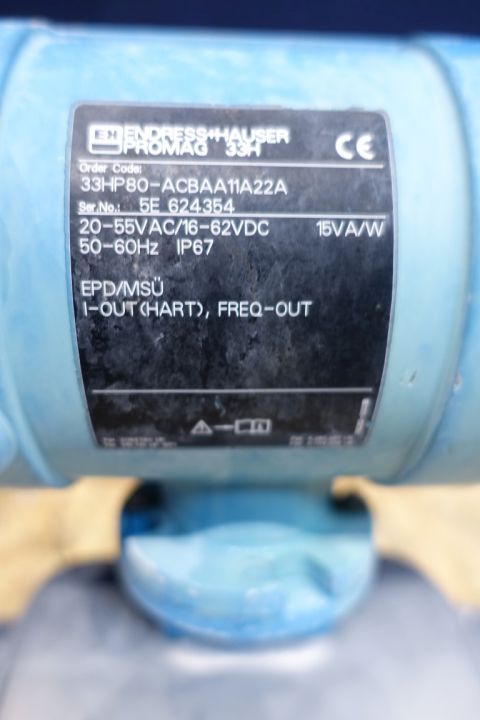 EH ENDRESS+HAUSER
PROMAG 33H
CE
Order Code:
33HP80-ACBAA11A22A
Ser.No.: 5E 624354
20-55VAC/16-62VDC 15VA/W
50-60Hz IP67
EPD/MSÜ
I-OUT(HART), FREQ-OUT